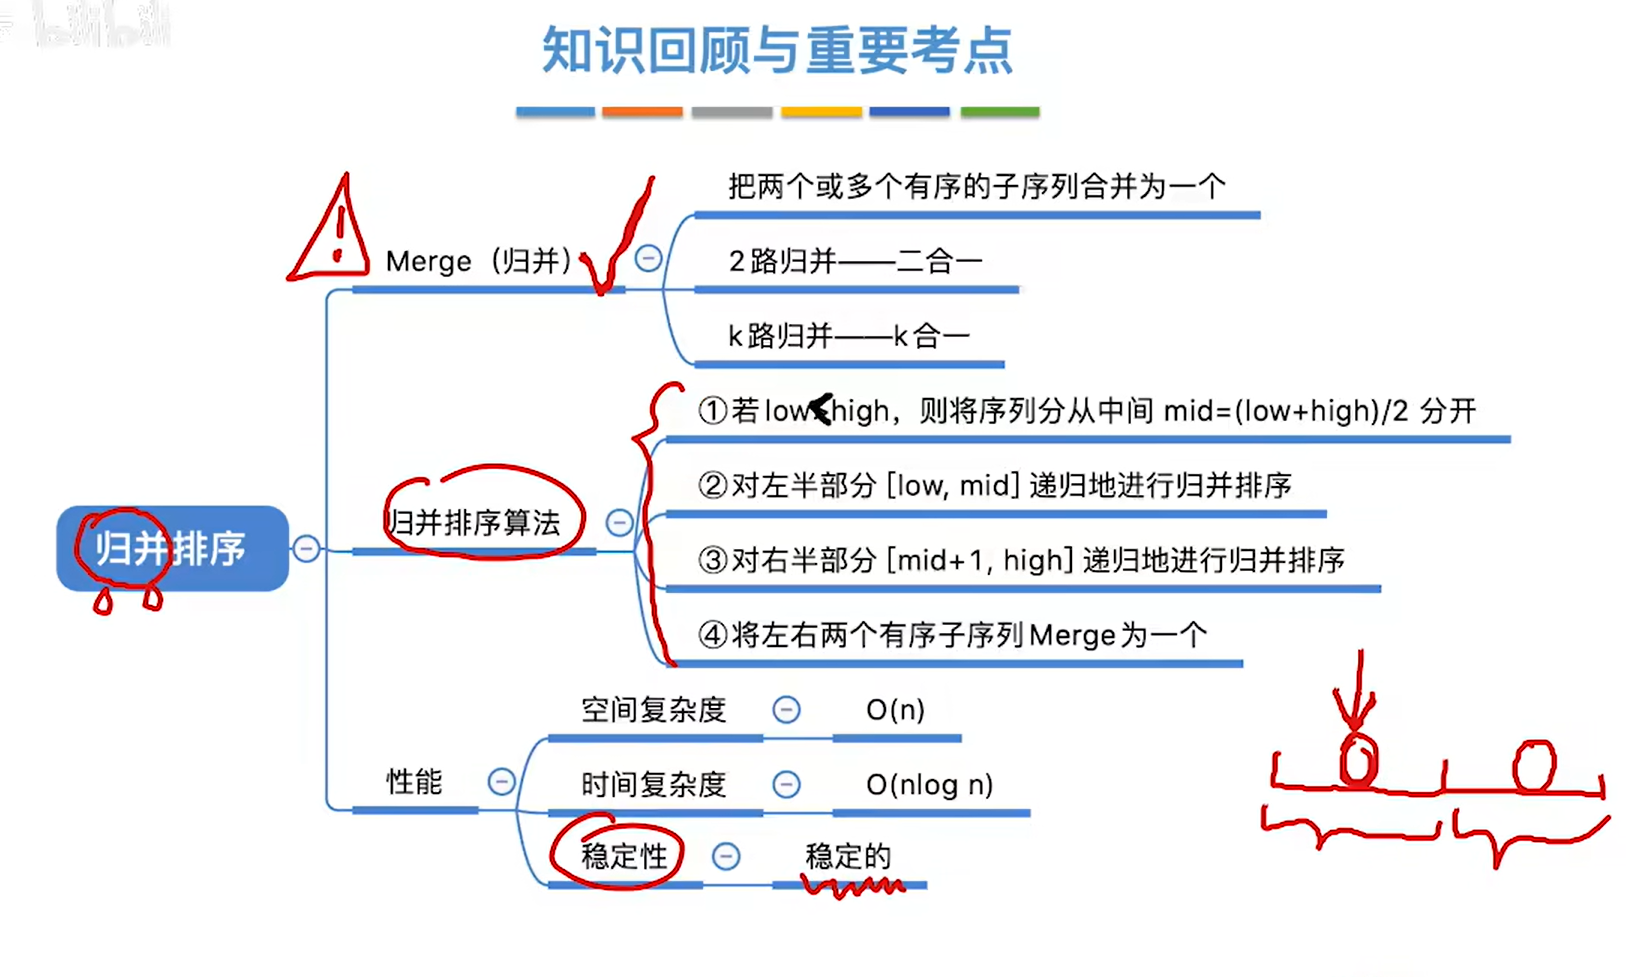 知识回顾与重要考点
把两个或多个有序的子序列合并为一个
Merge（归并）
2路归并——二合一
k路归并——k合一
①若low<high，则将序列分从中间 mid=(low+high)/2 分开
②对左半部分 [low, mid] 递归地进行归并排序
归并排序算法
归并排序
③对右半部分 [mid+1, high] 递归地进行归并排序
④将左右两个有序子序列Merge为一个
空间复杂度
O(n)
性能
时间复杂度
O(nlog n)
稳定性
稳定的